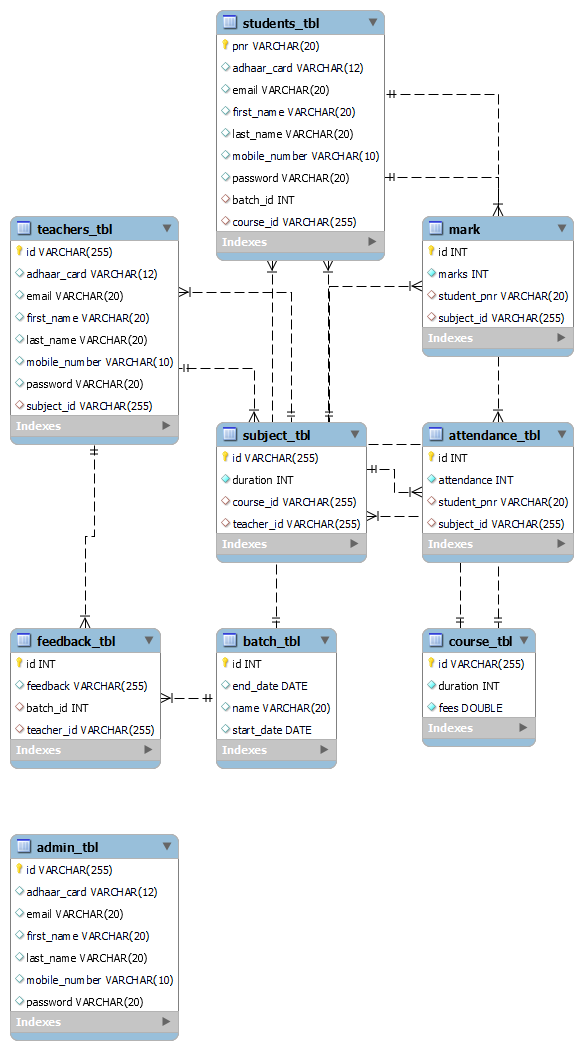 students_tbl
pnr VARCHAR(20)
adhaar_card VARCHAR(12)
email VARCHAR(20)
first_name VARCHAR(20)
last_name VARCHAR(20)
mobile_number VARCHAR(10)
password VARCHAR(20)
batch_id INT
course_id VARCHAR(255)
Indexes
teachers_tbl
id VARCHAR(255)
adhaar_card VARCHAR(12)
email VARCHAR(20)
first_name VARCHAR(20)
last_name VARCHAR(20)
mobile_number VARCHAR(10)
password VARCHAR(20)
subject_id VARCHAR(255)
Indexes
mark
id INT
marks INT
student_pnr VARCHAR(20)
subject_id VARCHAR(255)
Indexes
subject_tbl
id VARCHAR(255)
duration INT
course_id VARCHAR(255)
teacher_id VARCHAR(255)
Indexes
attendance_tbl
id INT
attendance INT
student_pnr VARCHAR(20)
subject_id VARCHAR(255)
Indexes
feedback_tbl
id INT
feedback VARCHAR(255)
batch_id INT
teacher_id VARCHAR(255)
Indexes
batch_tbl
id INT
end_date DATE
name VARCHAR(20)
start_date DATE
Indexes
course_tbl
id VARCHAR(255)
duration INT
fees DOUBLE
Indexes
admin_tbl
id VARCHAR(255)
adhaar_card VARCHAR(12)
email VARCHAR(20)
first_name VARCHAR(20)
last_name VARCHAR(20)
mobile_number VARCHAR(10)
password VARCHAR(20)
Indexes